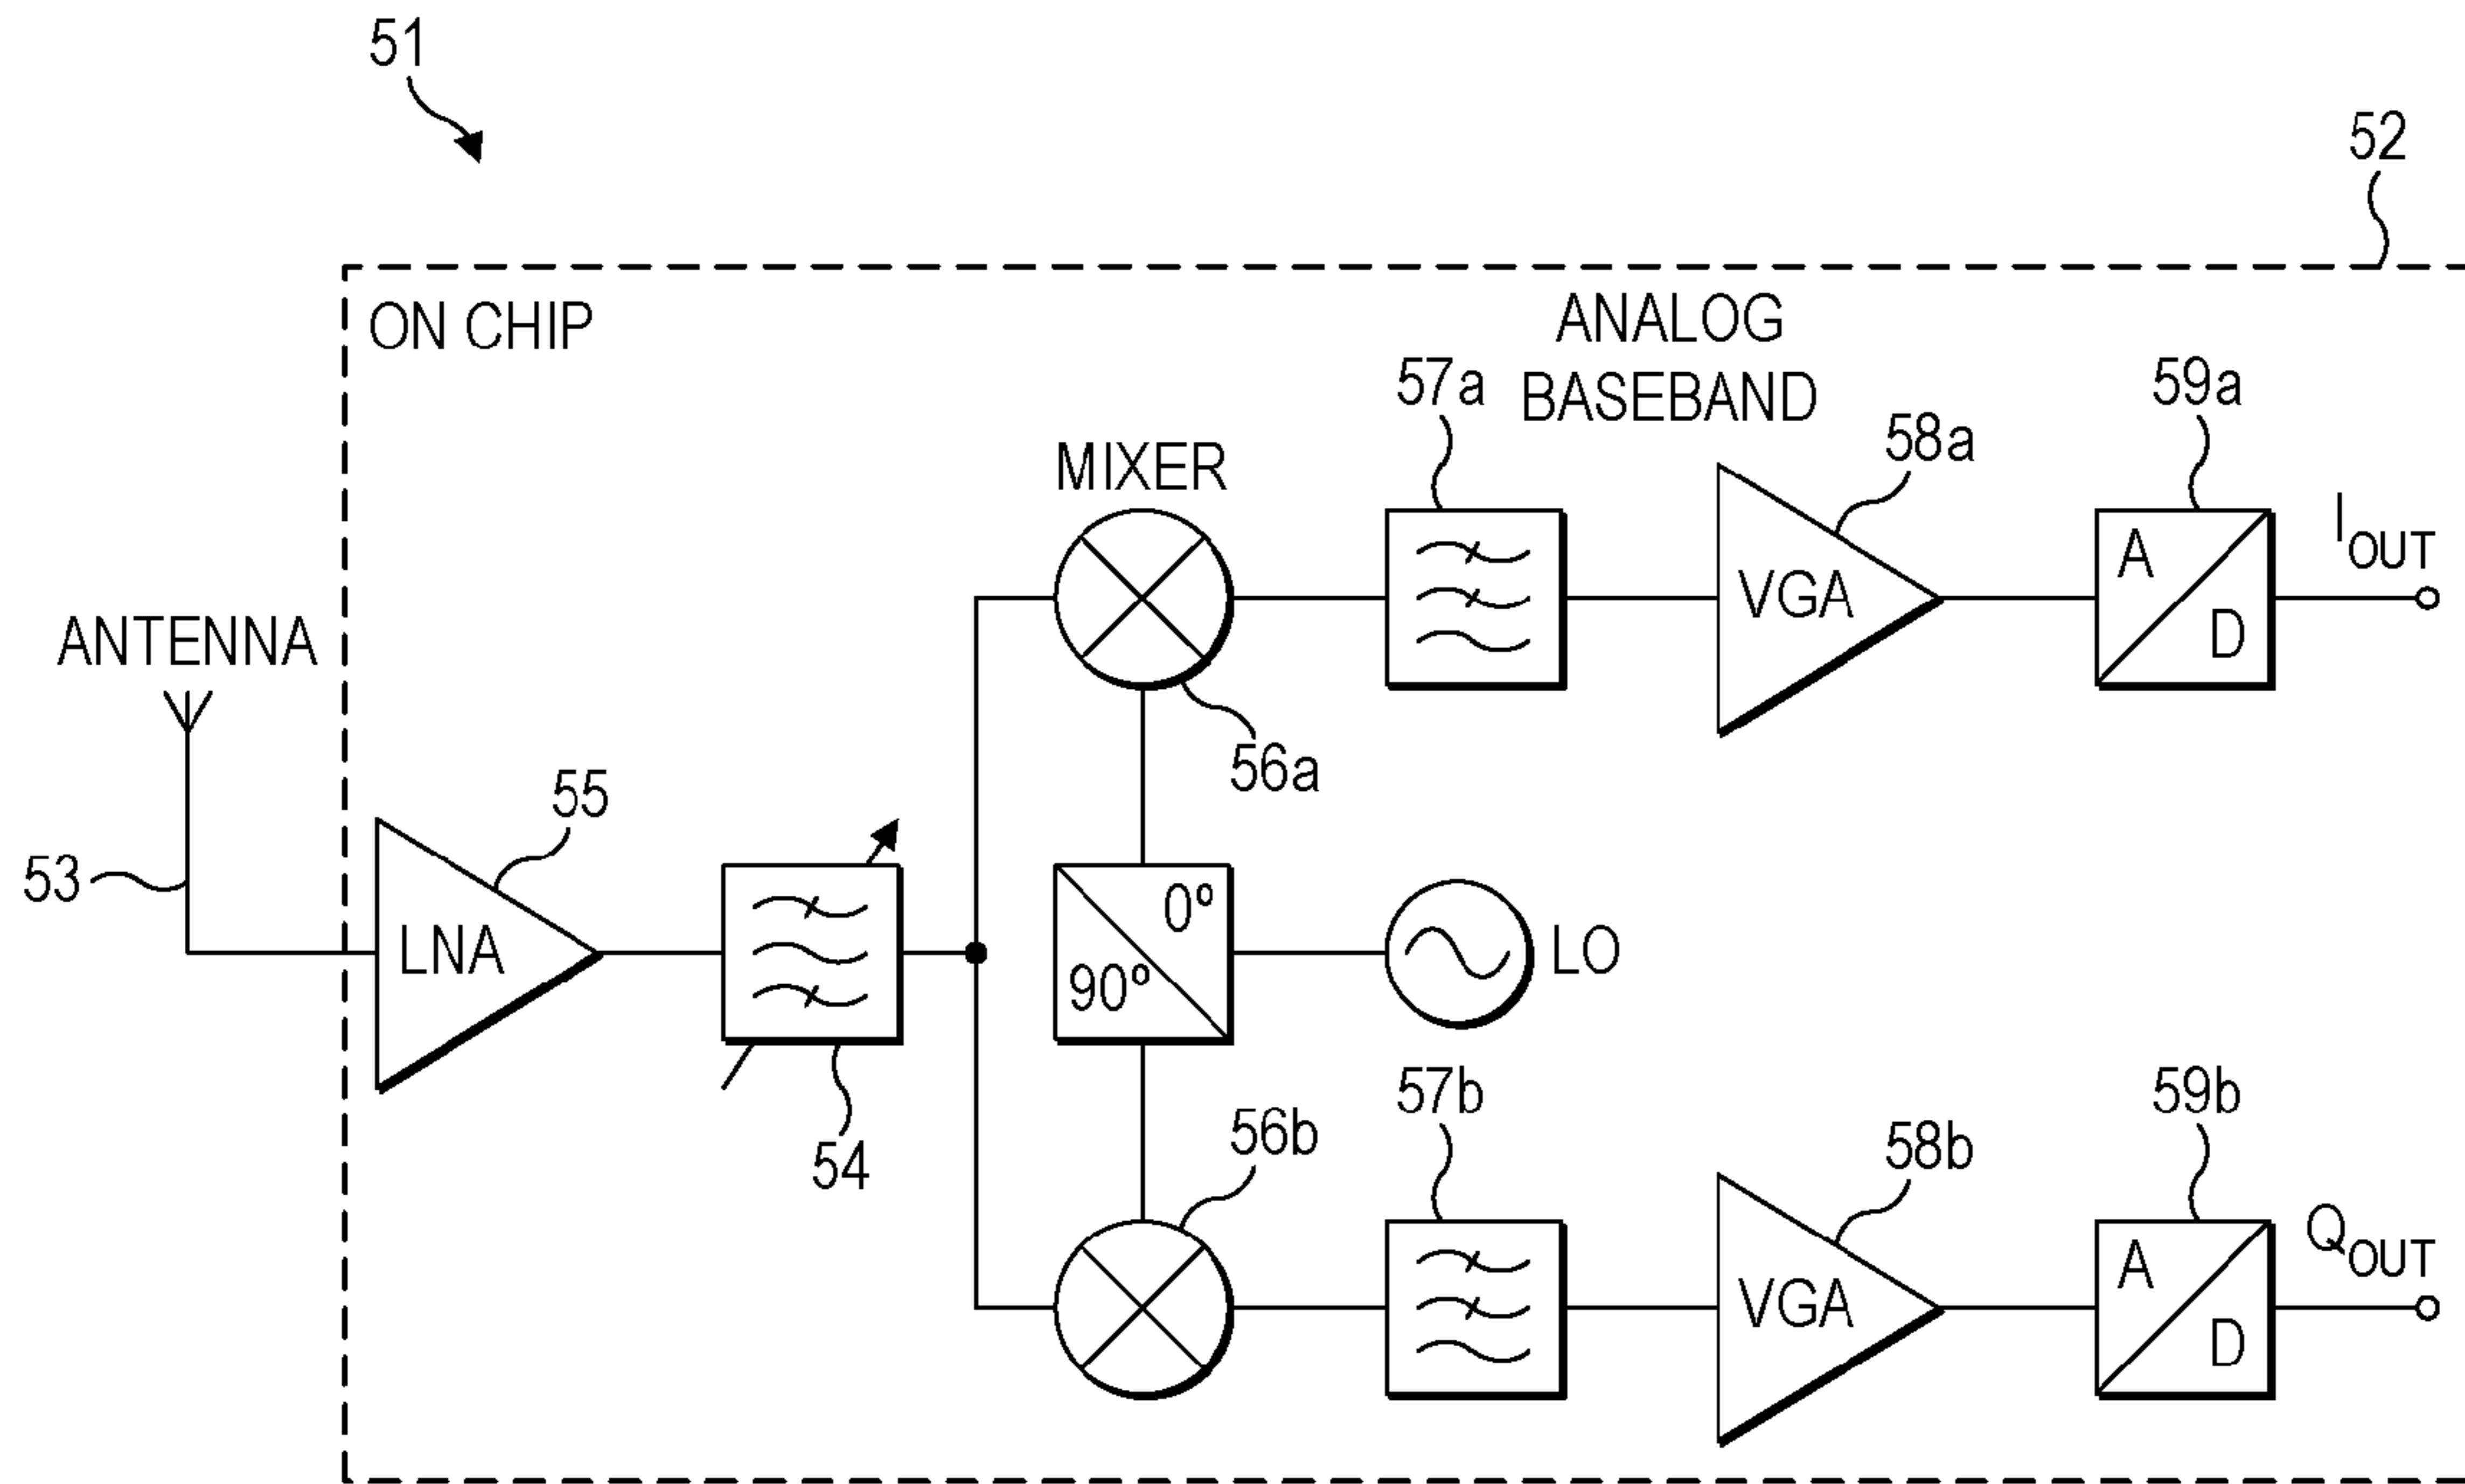 51
52
ON CHIP
ANALOG
BASEBAND
57a
59a
58a
MIXER
IOUT
VGA
A
D
ANTENNA
56a
55
53
LNA
0°
90°
LO
54
57b
59b
56b
58b
QOUT
VGA
A
D